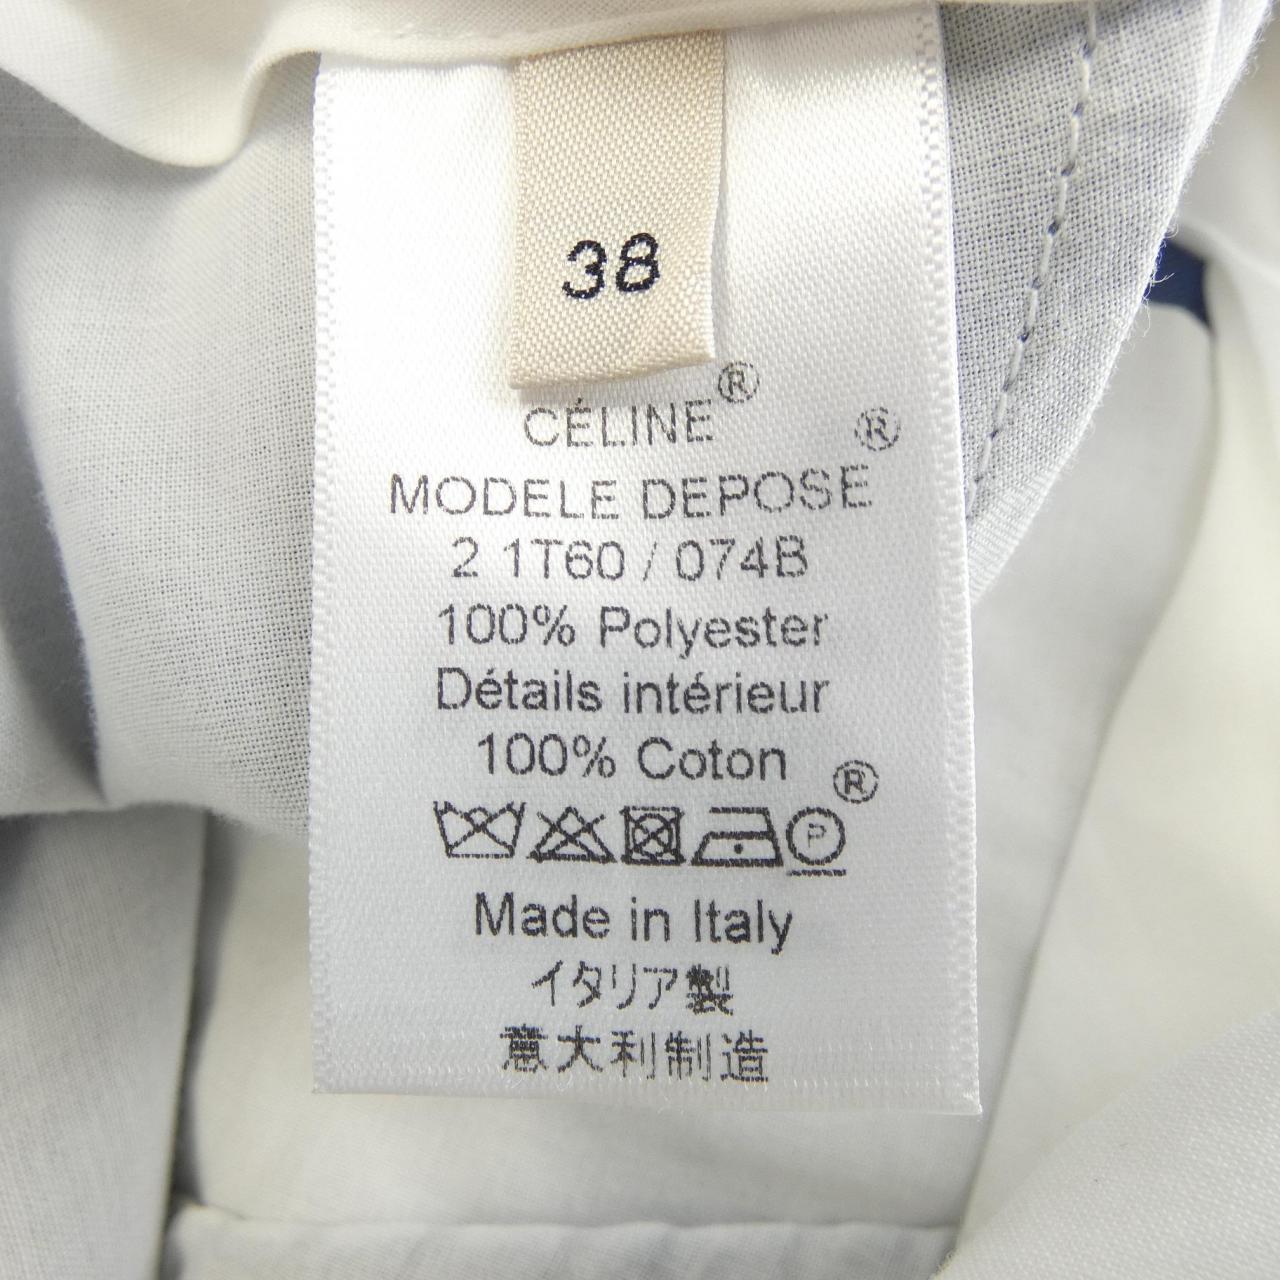 38
CÉLINE®
MODELE DEPOSE®
2 1T60 / 074B
100% Polyester
Détails intérieur
100% Coton
®
P
Made in Italy
イタリア製
意大利制造